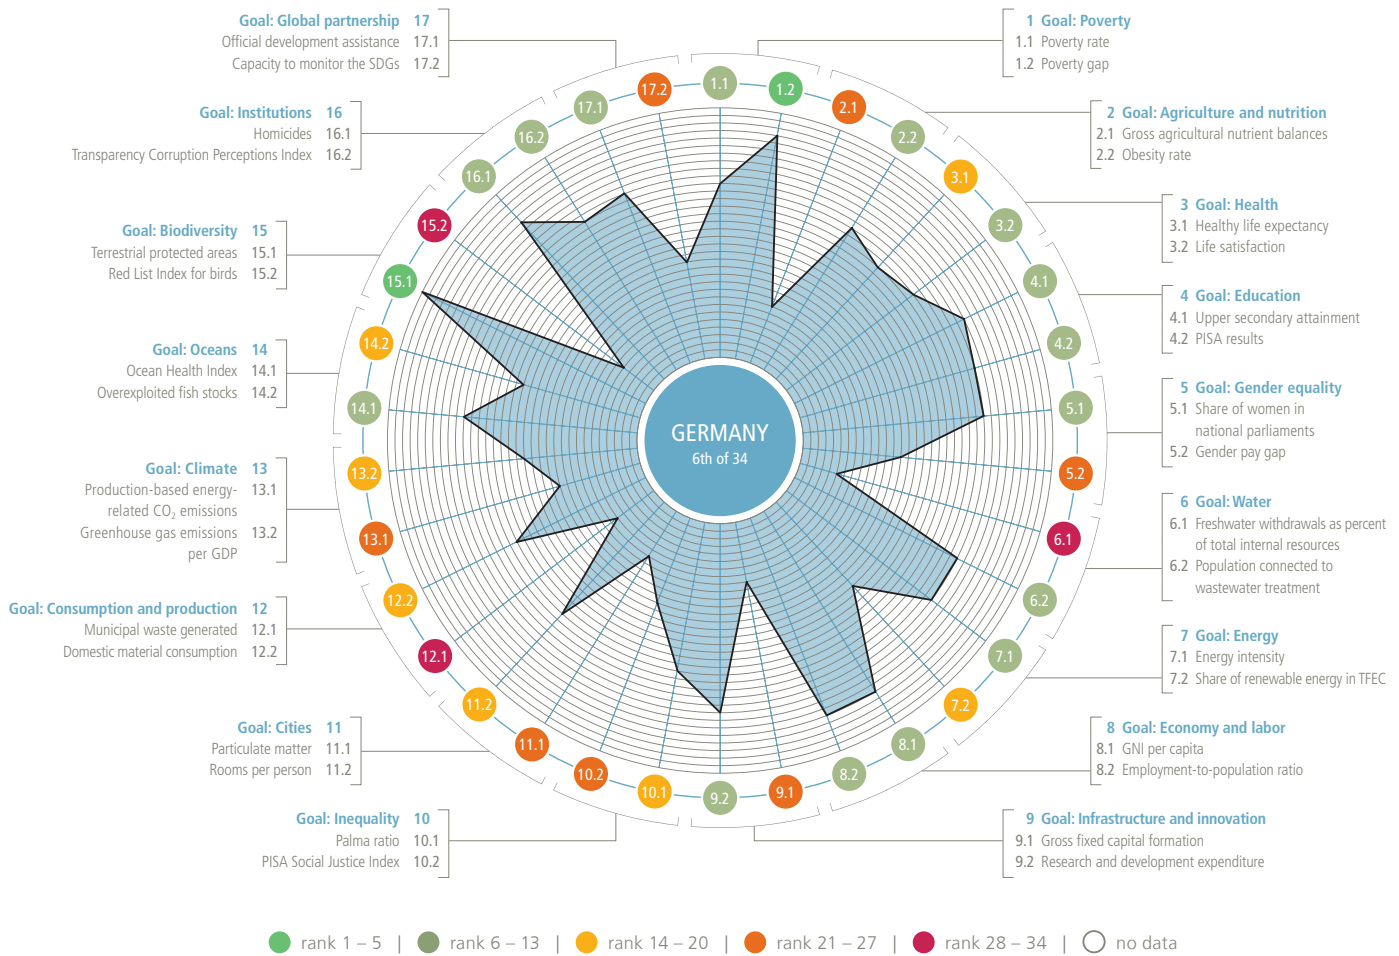 Goal: Global partnership 17
Official development assistance 17.1
Capacity to monitor the SDGs 17.2
Goal: Institutions 16
Homicides 16.1
Transparency Corruption Perceptions Index 16.2
Goal: Biodiversity 15
Terrestrial protected areas 15.1
Red List Index for birds 15.2
Goal: Oceans 14
Ocean Health Index 14.1
Overexploited fish stocks 14.2
Goal: Climate 13
Production-based energy- 13.1
related CO₂ emissions
Greenhouse gas emissions 13.2
per GDP
Goal: Consumption and production 12
Municipal waste generated 12.1
Domestic material consumption 12.2
Goal: Cities 11
Particulate matter 11.1
Rooms per person 11.2
Goal: Inequality 10
Palma ratio 10.1
PISA Social Justice Index 10.2
1 Goal: Poverty
1.1 Poverty rate
1.2 Poverty gap
2 Goal: Agriculture and nutrition
2.1 Gross agricultural nutrient balances
2.2 Obesity rate
3 Goal: Health
3.1 Healthy life expectancy
3.2 Life satisfaction
4 Goal: Education
4.1 Upper secondary attainment
4.2 PISA results
5 Goal: Gender equality
5.1 Share of women in
national parliaments
5.2 Gender pay gap
6 Goal: Water
6.1 Freshwater withdrawals as percent
of total internal resources
6.2 Population connected to
wastewater treatment
7 Goal: Energy
7.1 Energy intensity
7.2 Share of renewable energy in TFEC
8 Goal: Economy and labor
8.1 GNI per capita
8.2 Employment-to-population ratio
9 Goal: Infrastructure and innovation
9.1 Gross fixed capital formation
9.2 Research and development expenditure
1.1
1.2
2.1
2.2
3.1
3.2
4.1
4.2
5.1
5.2
6.1
6.2
7.1
7.2
8.1
8.2
9.1
9.2
10.1
10.2
11.1
11.2
12.1
12.2
13.1
13.2
14.1
14.2
15.1
15.2
16.1
16.2
17.1
17.2
GERMANY
6th of 34
rank 1 – 5 | rank 6 – 13 | rank 14 – 20 | rank 21 – 27 | rank 28 – 34 | no data